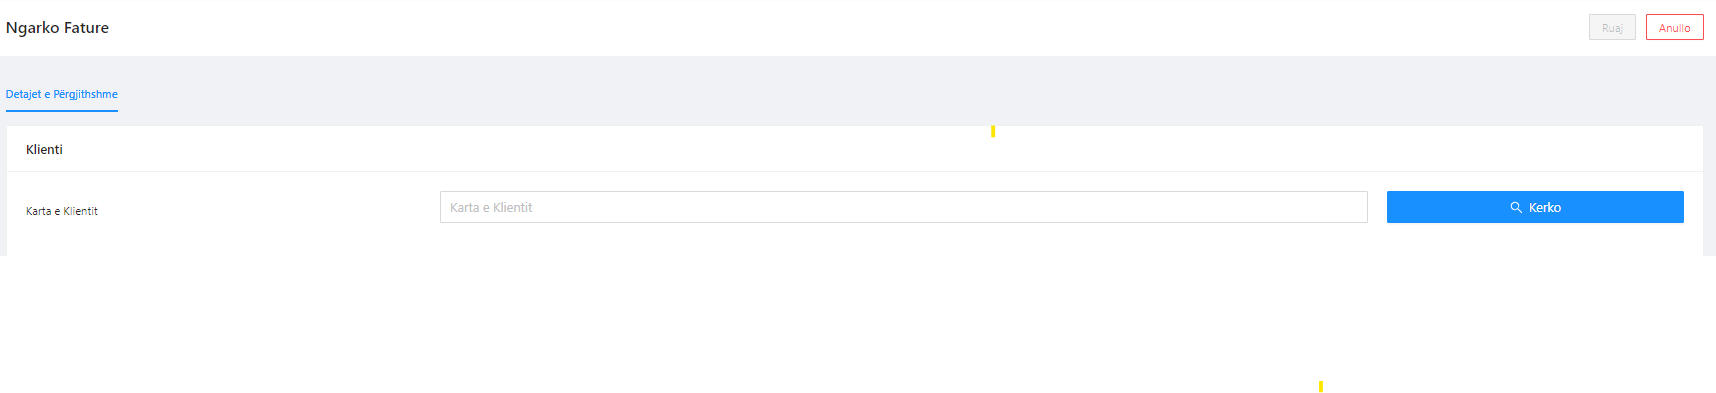 Ngarko Fature
Ruaj
Anullo
Detajet e Përgjithshme
Klienti
Karta e Klientit
Karta e Klientit
Kerko